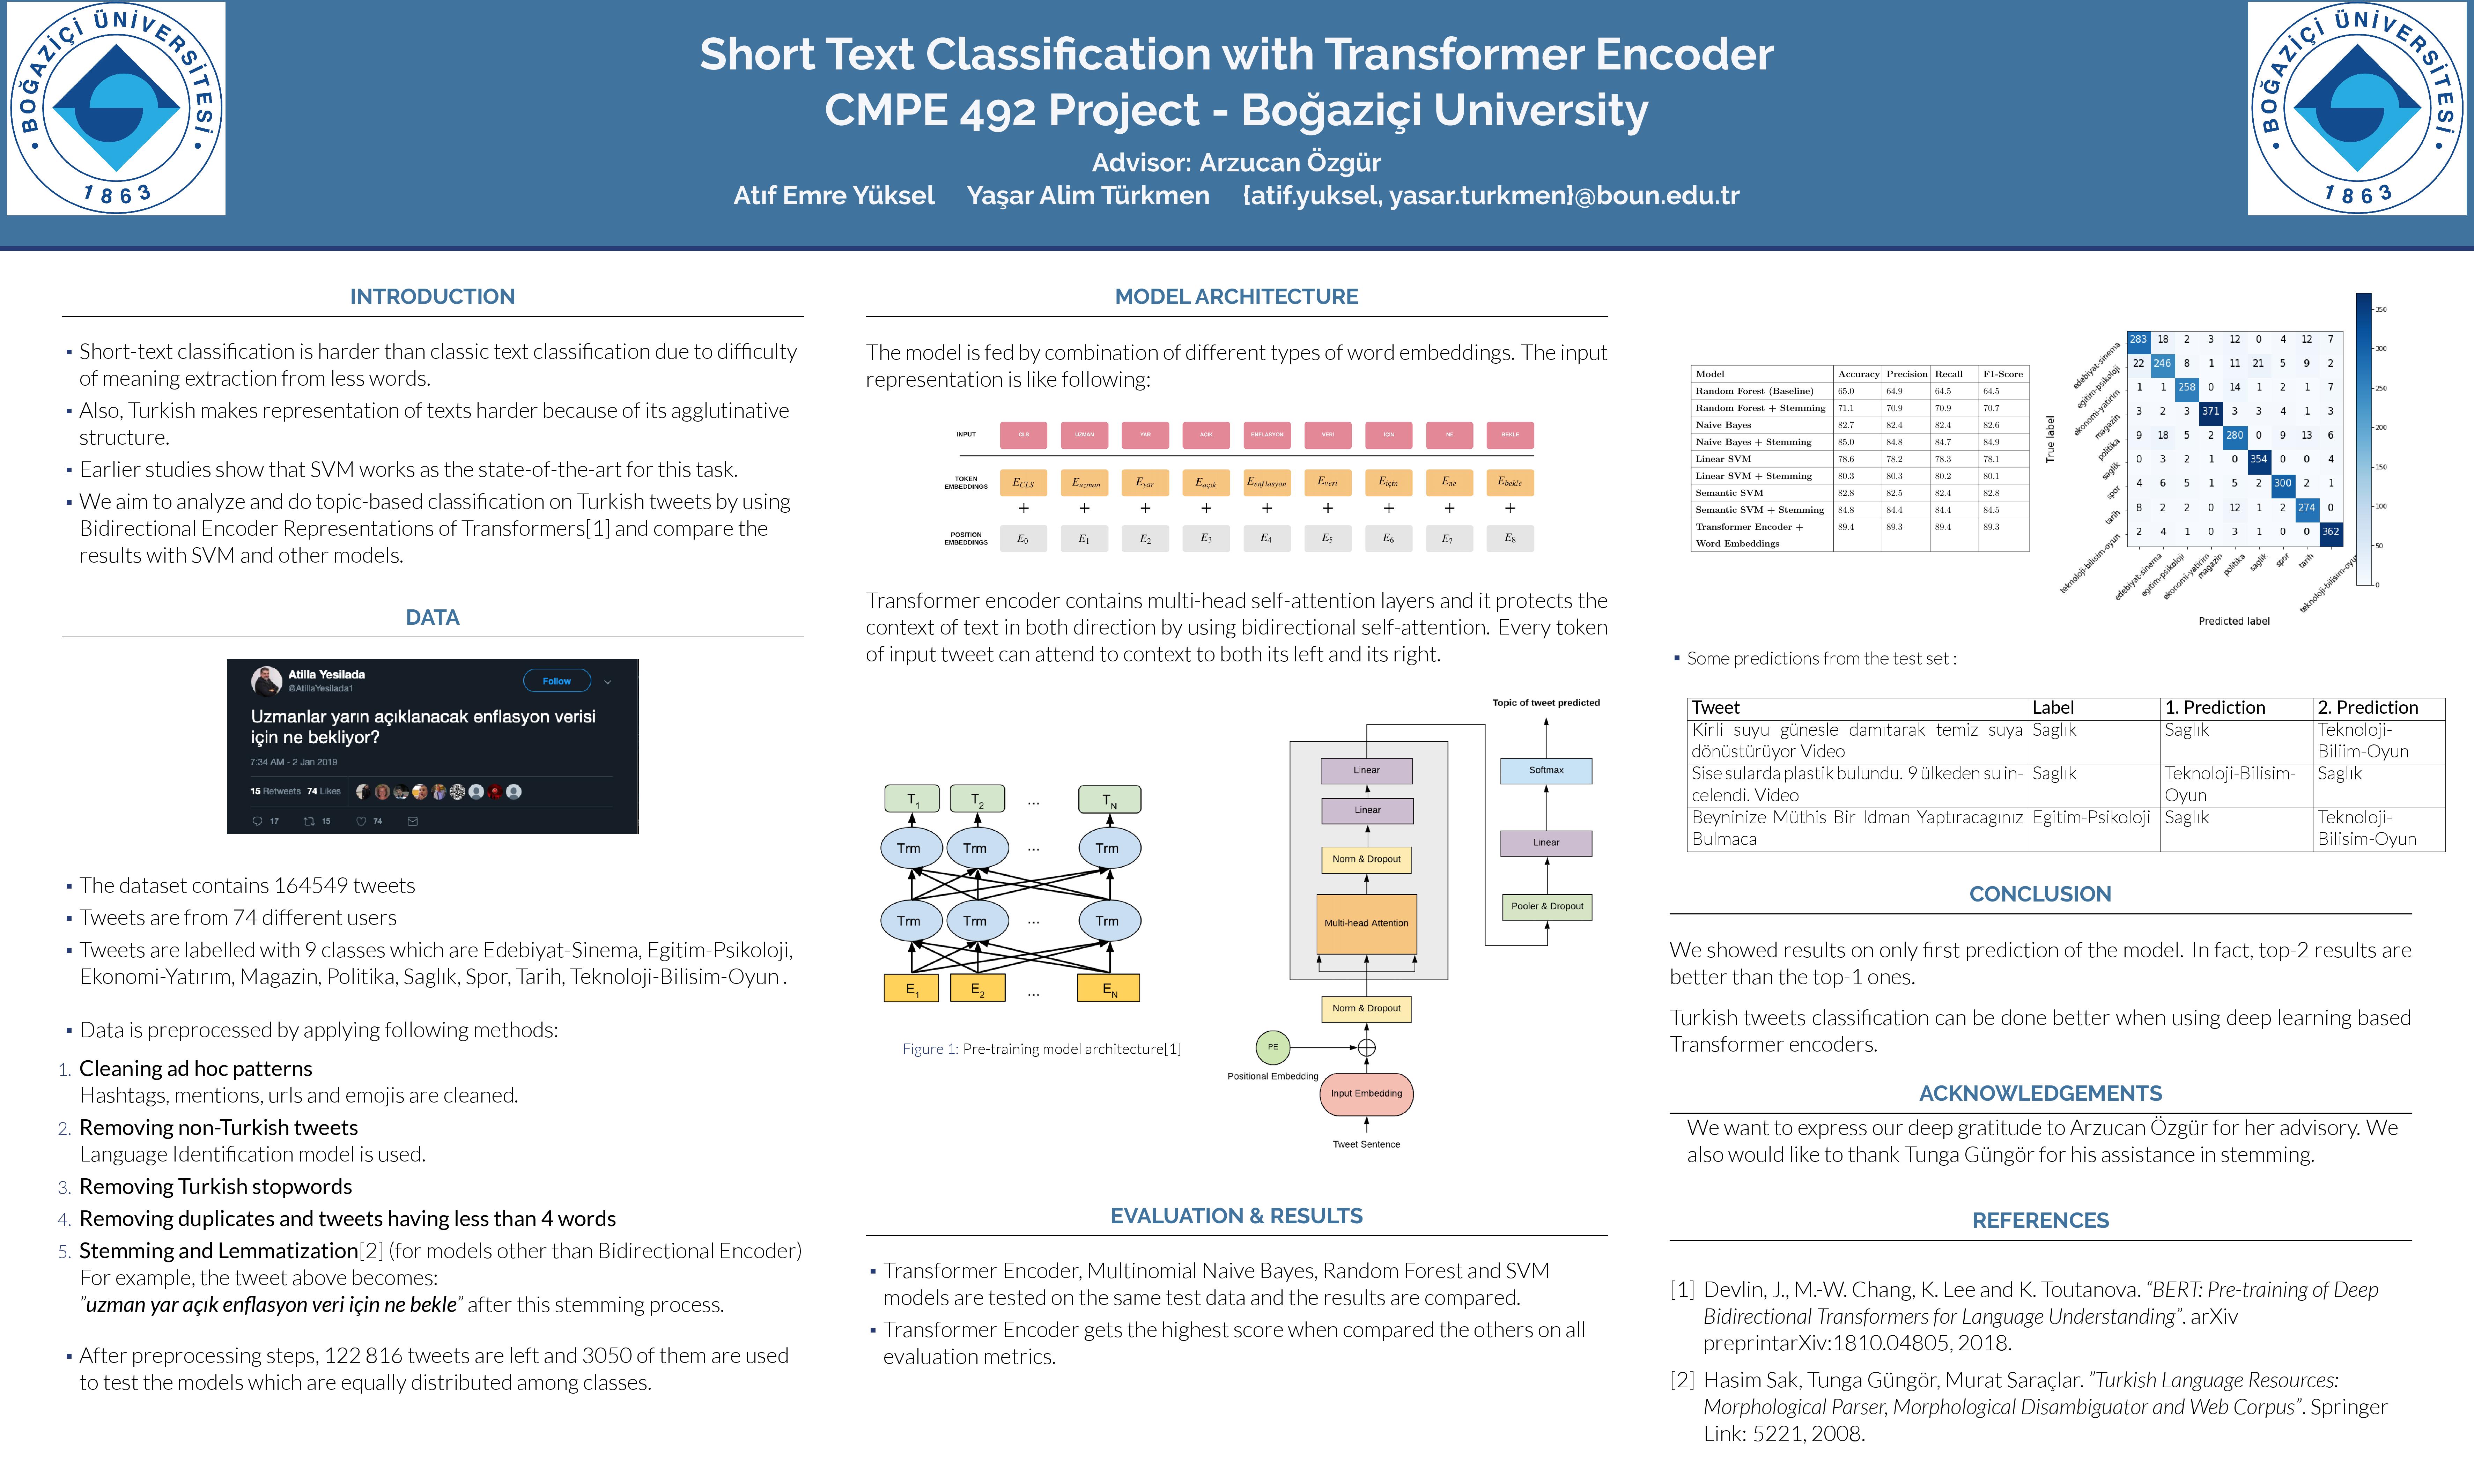 BOĞAZİÇİ ÜNİVERSİTESİ
1863
Short Text Classification with Transformer Encoder
CMPE 492 Project - Boğaziçi University
Advisor: Arzucan Özgür
Atıf Emre Yüksel Yaşar Alim Türkmen {atif.yuksel, yasar.turkmen}@boun.edu.tr
BOĞAZİÇİ ÜNİVERSİTESİ
1863
INTRODUCTION
▪ Short-text classification is harder than classic text classification due to difficulty
of meaning extraction from less words.
▪ Also, Turkish makes representation of texts harder because of its agglutinative
structure.
▪ Earlier studies show that SVM works as the state-of-the-art for this task.
▪ We aim to analyze and do topic-based classification on Turkish tweets by using
Bidirectional Encoder Representations of Transformers[1] and compare the
results with SVM and other models.
DATA
Atilla Yesilada
@AtillaYesilada1
Follow
Uzmanlar yarın açıklanacak enflasyon verisi
için ne bekliyor?
7:34 AM - 2 Jan 2019
15 Retweets 74 Likes
17 15 74
▪ The dataset contains 164549 tweets
▪ Tweets are from 74 different users
▪ Tweets are labelled with 9 classes which are Edebiyat-Sinema, Egitim-Psikoloji,
Ekonomi-Yatırım, Magazin, Politika, Saglık, Spor, Tarih, Teknoloji-Bilisim-Oyun .
▪ Data is preprocessed by applying following methods:
1. Cleaning ad hoc patterns
Hashtags, mentions, urls and emojis are cleaned.
2. Removing non-Turkish tweets
Language Identification model is used.
3. Removing Turkish stopwords
4. Removing duplicates and tweets having less than 4 words
5. Stemming and Lemmatization[2] (for models other than Bidirectional Encoder)
For example, the tweet above becomes:
"uzman yar açık enflasyon veri için ne bekle" after this stemming process.
▪ After preprocessing steps, 122 816 tweets are left and 3050 of them are used
to test the models which are equally distributed among classes.
MODEL ARCHITECTURE
The model is fed by combination of different types of word embeddings. The input
representation is like following:
INPUT CLS UZMAN YAR AÇIK ENFLASYON VERİ İÇİN NE BEKLE
TOKEN
EMBEDDINGS
E_CLS E_uzman E_yar E_açık E_enflasyon E_veri E_için E_ne E_bekle
+ + + + + + + + +
POSITION
EMBEDDINGS
E0 E1 E2 E3 E4 E5 E6 E7 E8
Transformer encoder contains multi-head self-attention layers and it protects the
context of text in both direction by using bidirectional self-attention. Every token
of input tweet can attend to context to both its left and its right.
T1 T2 ... TN
Trm Trm ... Trm
Trm Trm ... Trm
E1 E2 ... EN
Figure 1: Pre-training model architecture[1]
Topic of tweet predicted
Softmax
Linear
Pooler & Dropout
Linear
Linear
Norm & Dropout
Multi-head Attention
Norm & Dropout
PE
Positional Embedding
Input Embedding
Tweet Sentence
EVALUATION & RESULTS
▪ Transformer Encoder, Multinomial Naive Bayes, Random Forest and SVM
models are tested on the same test data and the results are compared.
▪ Transformer Encoder gets the highest score when compared the others on all
evaluation metrics.
Model Accuracy Precision Recall F1-Score
Random Forest (Baseline) 65.0 64.9 64.5 64.5
Random Forest + Stemming 71.1 70.9 70.9 70.7
Naive Bayes 82.7 82.4 82.4 82.6
Naive Bayes + Stemming 85.0 84.8 84.7 84.9
Linear SVM 78.6 78.2 78.3 78.1
Linear SVM + Stemming 80.3 80.3 80.2 80.1
Semantic SVM 82.8 82.5 82.4 82.8
Semantic SVM + Stemming 84.8 84.4 84.4 84.5
Transformer Encoder + 89.4 89.3 89.4 89.3
Word Embeddings
True label
edebiyat-sinema 283 18 2 3 12 0 4 12 7
egitim-psikoloji 22 246 8 1 11 21 5 9 2
ekonomi-yatirim 1 1 258 0 14 1 2 1 7
magazin 3 2 3 371 3 3 4 1 3
politika 9 18 5 2 280 0 9 13 6
saglik 0 3 2 1 0 354 0 0 4
spor 4 6 5 1 5 2 300 2 1
tarih 8 2 2 0 12 1 2 274 0
teknoloji-bilisim-oyun 2 4 1 0 3 1 0 0 362
edebiyat-sinema egitim-psikoloji ekonomi-yatirim magazin politika saglik spor tarih teknoloji-bilisim-oyun
Predicted label
350
300
250
200
150
100
50
0
▪ Some predictions from the test set :
Tweet Label 1. Prediction 2. Prediction
Kirli suyu günesle damıtarak temiz suya Saglık Saglık Teknoloji-
dönüstürüyor Video Biliim-Oyun
Sise sularda plastik bulundu. 9 ülkeden su in- Saglık Teknoloji-Bilisim- Saglık
celendi. Video Oyun
Beyninize Müthis Bir Idman Yaptıracagınız Egitim-Psikoloji Saglık Teknoloji-
Bulmaca Bilisim-Oyun
CONCLUSION
We showed results on only first prediction of the model. In fact, top-2 results are
better than the top-1 ones.
Turkish tweets classification can be done better when using deep learning based
Transformer encoders.
ACKNOWLEDGEMENTS
We want to express our deep gratitude to Arzucan Özgür for her advisory. We
also would like to thank Tunga Güngör for his assistance in stemming.
REFERENCES
[1] Devlin, J., M.-W. Chang, K. Lee and K. Toutanova. "BERT: Pre-training of Deep
Bidirectional Transformers for Language Understanding". arXiv
preprintarXiv:1810.04805, 2018.
[2] Hasim Sak, Tunga Güngör, Murat Saraçlar. "Turkish Language Resources:
Morphological Parser, Morphological Disambiguator and Web Corpus". Springer
Link: 5221, 2008.